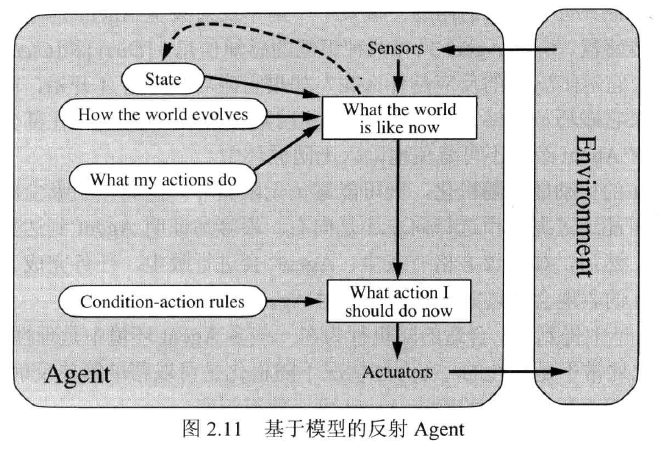 Sensors
State
How the world evolves
What the world
is like now
What my actions do
Environment
Condition-action rules
What action I
should do now
Agent
Actuators
图 2.11 基于模型的反射 Agent